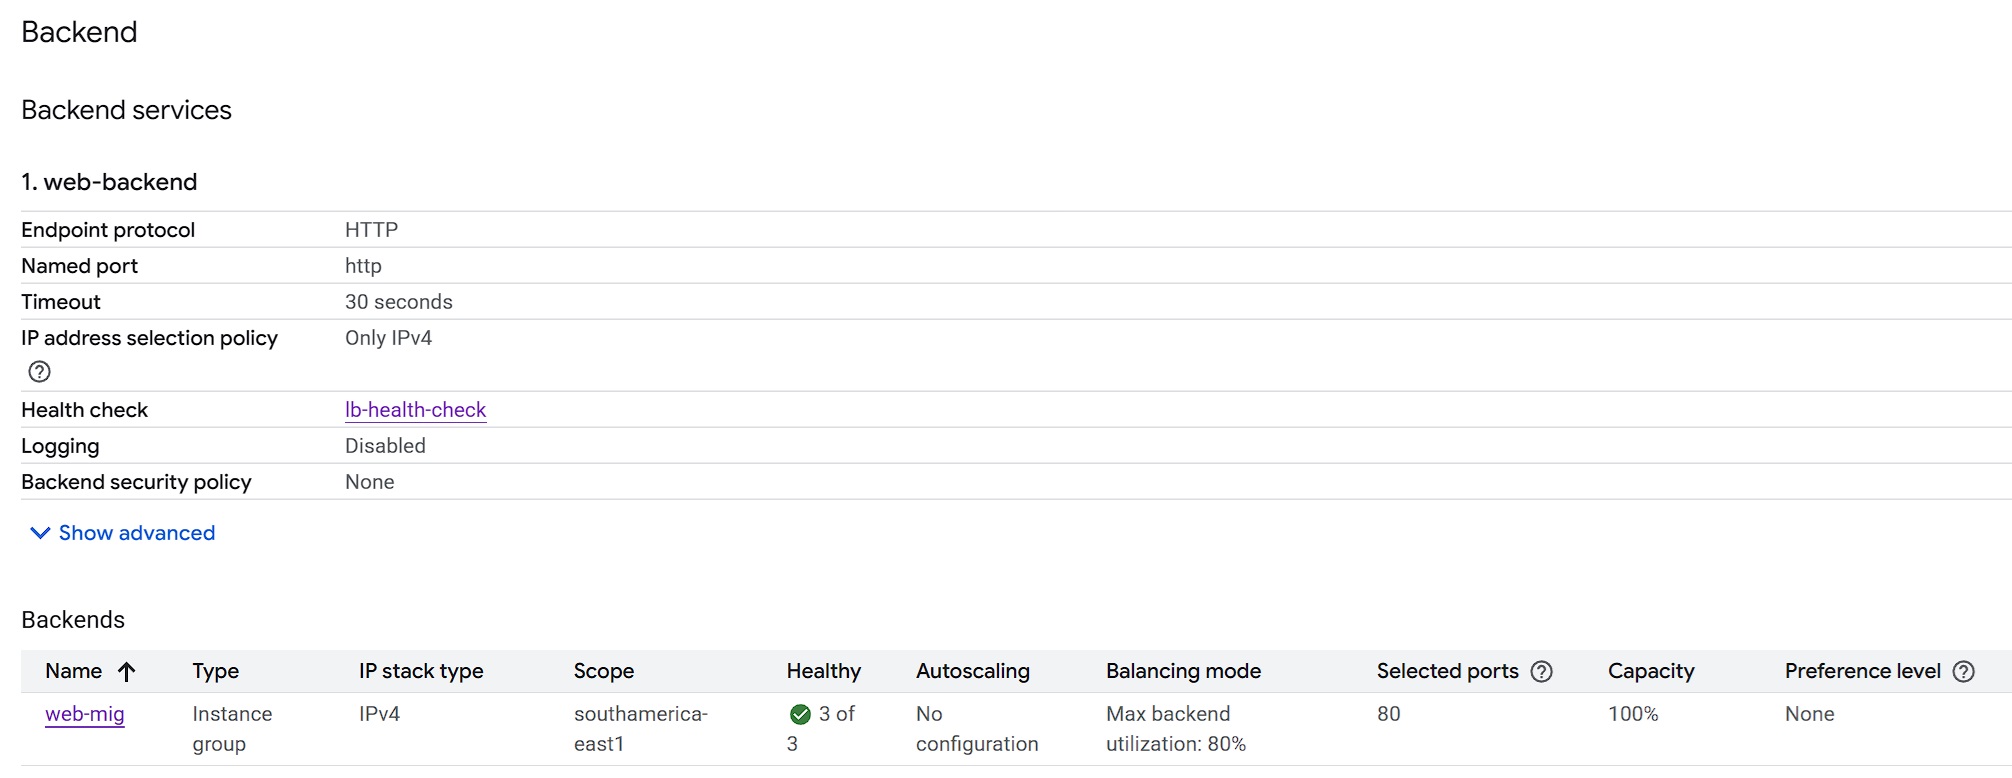 Backend
Backend services
1. web-backend
Endpoint protocol HTTP
Named port http
Timeout 30 seconds
IP address selection policy Only IPv4
Health check lb-health-check
Logging Disabled
Backend security policy None
Show advanced
Backends
Name Type IP stack type Scope Healthy Autoscaling Balancing mode Selected ports Capacity Preference level
web-mig Instance IPv4 southamerica- 3 of No Max backend 80 100% None
group east1 3 configuration utilization: 80%